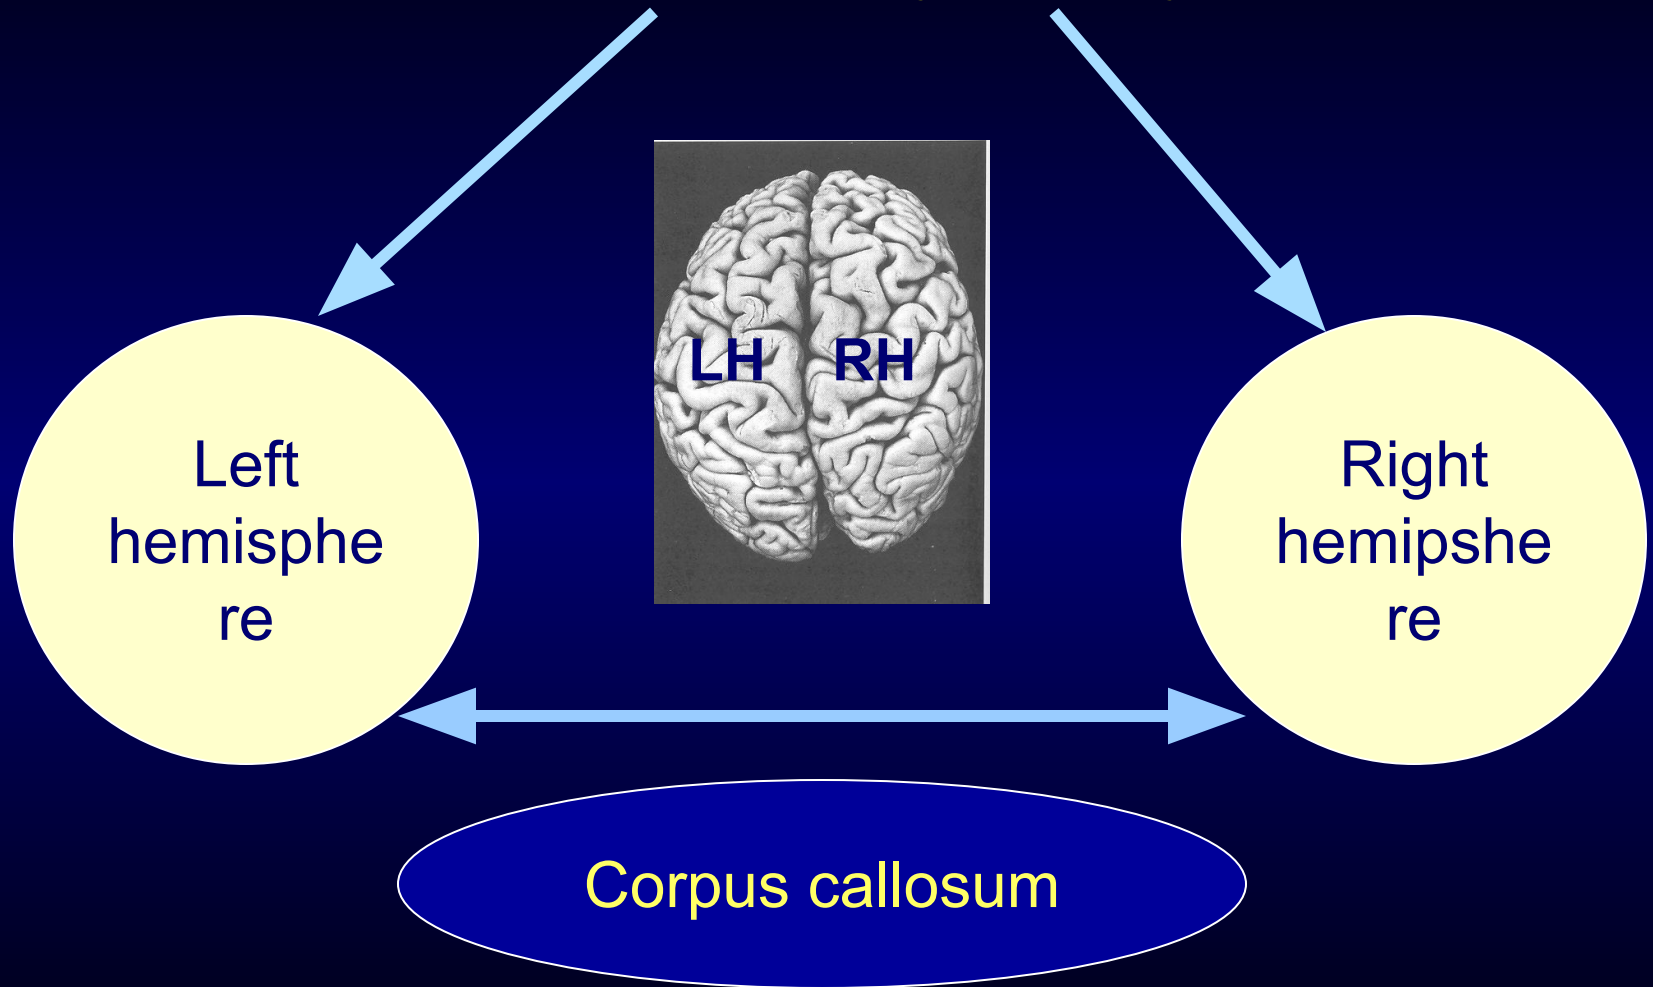 LH RH
Left
hemisphe
re
Right
hemipshe
re
Corpus callosum